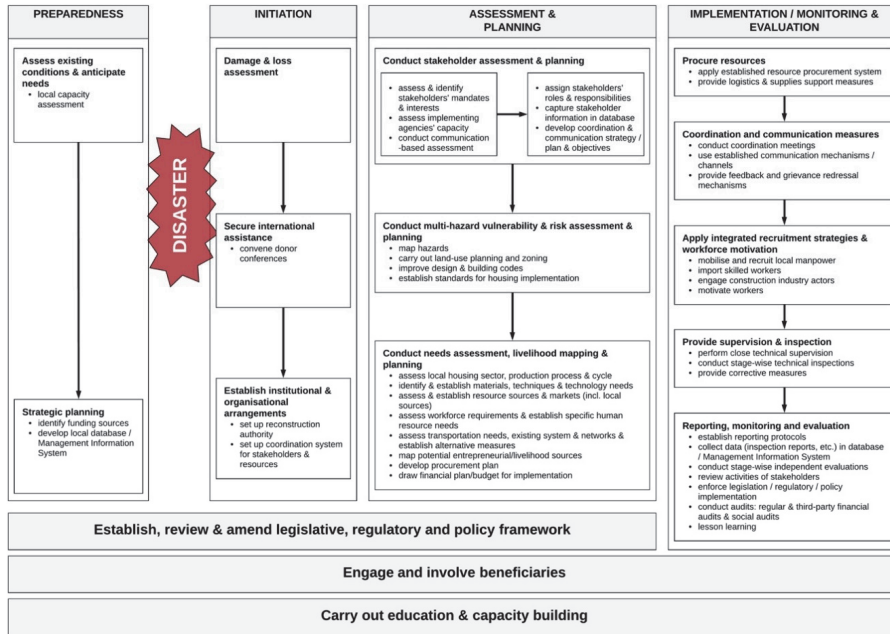 PREPAREDNESS
Assess existing
conditions & anticipate
needs
• local capacity
assessment
Strategic planning
• identify funding sources
• develop local database /
Management Information
System
DISASTER
INITIATION
Damage & loss
assessment
Secure international
assistance
• convene donor
conferences
Establish institutional &
organisational
arrangements
• set up reconstruction
authority
• set up coordination system
for stakeholders &
resources
ASSESSMENT &
PLANNING
Conduct stakeholder assessment & planning
• assess & identify
stakeholders' mandates
& interests
• assess implementing
agencies' capacity
• conduct communication
-based assessment
• assign stakeholders'
roles & responsibilities
• capture stakeholder
information in database
• develop coordination &
communication strategy /
plan & objectives
Conduct multi-hazard vulnerability & risk assessment &
planning
• map hazards
• carry out land-use planning and zoning
• improve design & building codes
• establish standards for housing implementation
Conduct needs assessment, livelihood mapping &
planning
• assess local housing sector, production process & cycle
• identify & establish materials, techniques & technology needs
• assess & establish resource sources & markets (incl. local
sources)
• assess workforce requirements & establish specific human
resource needs
• assess transportation needs, existing system & networks &
establish alternative measures
• map potential entrepreneurial/livelihood sources
• develop procurement plan
• draw financial plan/budget for implementation
IMPLEMENTATION / MONITORING &
EVALUATION
Procure resources
• apply established resource procurement system
• provide logistics & supplies support measures
Coordination and communication measures
• conduct coordination meetings
• use established communication mechanisms /
channels
• provide feedback and grievance redressal
mechanisms
Apply integrated recruitment strategies &
workforce motivation
• mobilise and recruit local manpower
• import skilled workers
• engage construction industry actors
• motivate workers
Provide supervision & inspection
• perform close technical supervision
• conduct stage-wise technical inspections
• provide corrective measures
Reporting, monitoring and evaluation
• establish reporting protocols
• collect data (inspection reports, etc.) in database
/ Management Information System
• conduct stage-wise independent evaluations
• review activities of stakeholders
• enforce legislation / regulatory / policy
implementation
• conduct audits: regular & third-party financial
audits & social audits
• lesson learning
Establish, review & amend legislative, regulatory and policy framework
Engage and involve beneficiaries
Carry out education & capacity building